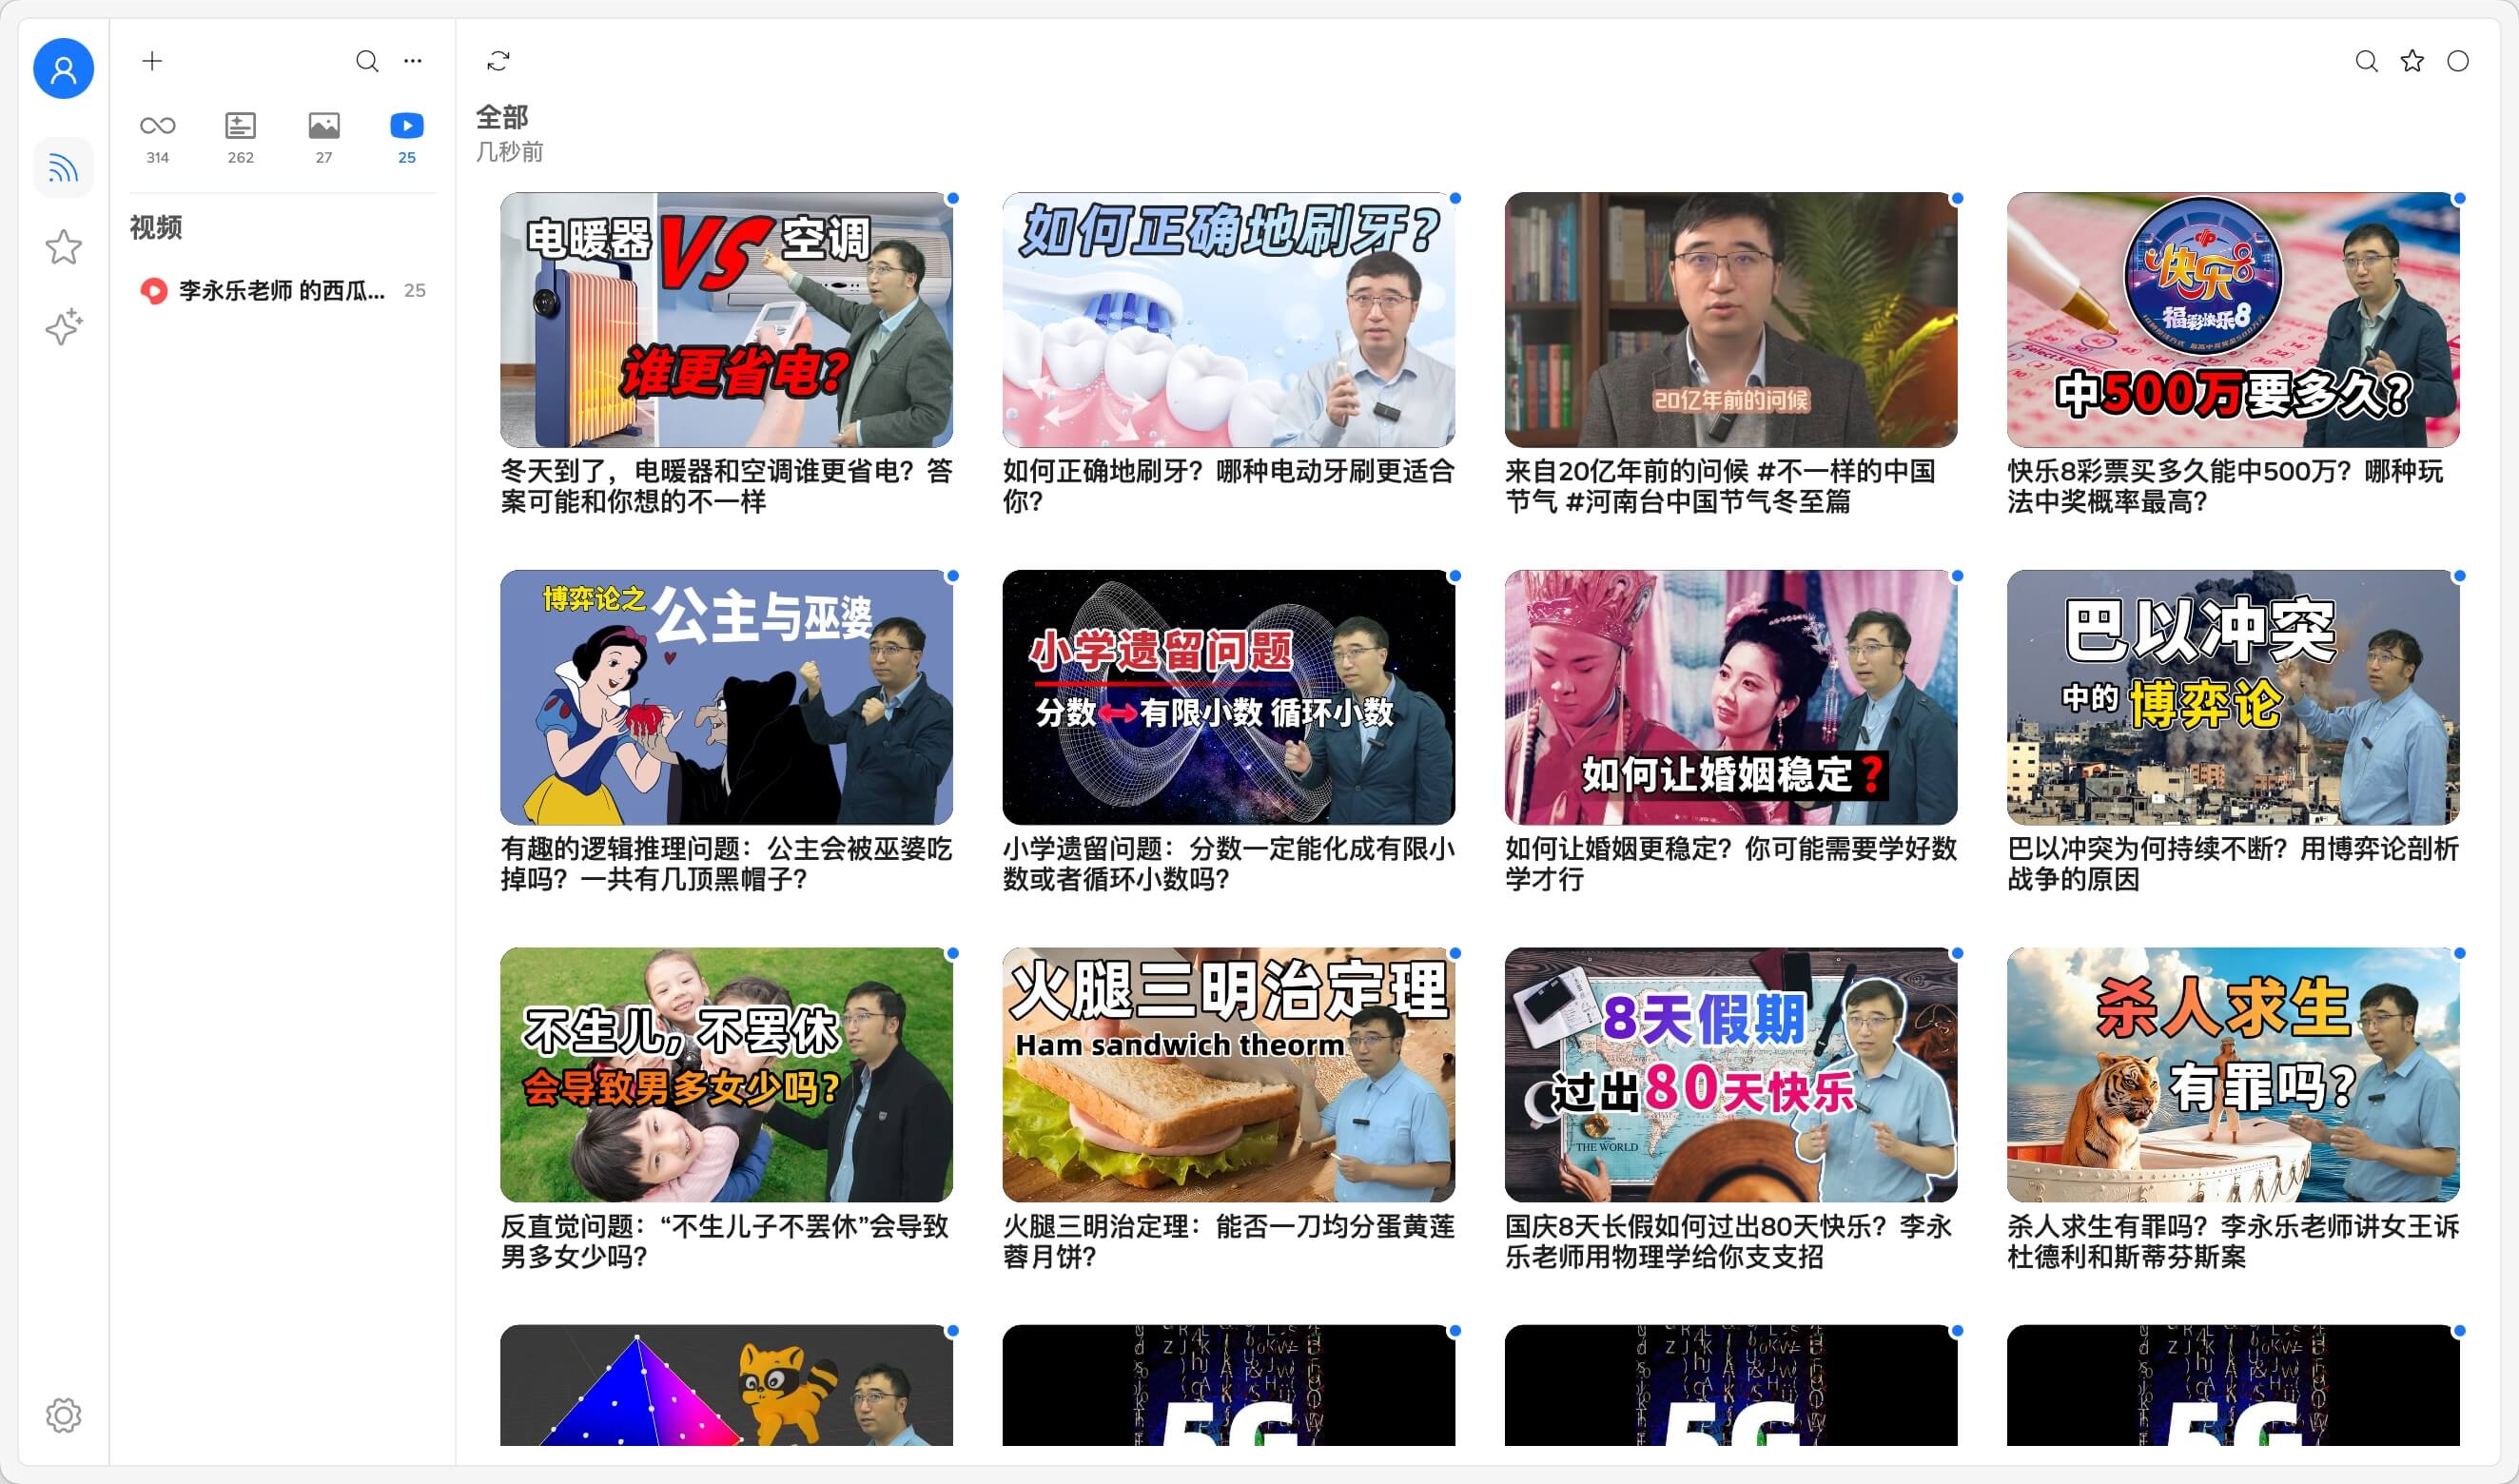 314
262
27
25
视频
李永乐老师 的西瓜...
25
全部
几秒前
电暖器VS空调
谁更省电?
冬天到了，电暖器和空调谁更省电？答
案可能和你想的不一样
如何正确地刷牙?
如何正确地刷牙？哪种电动牙刷更适合
你？
20亿年前的问候
来自20亿年前的问候 #不一样的中国
节气 #河南台中国节气冬至篇
快乐8
福彩快乐8
中500万要多久?
快乐8彩票买多久能中500万？哪种玩
法中奖概率最高？
博弈论之
公主与巫婆
有趣的逻辑推理问题：公主会被巫婆吃
掉吗？一共有几顶黑帽子？
小学遗留问题
分数↔有限小数 循环小数
小学遗留问题：分数一定能化成有限小
数或者循环小数吗？
如何让婚姻稳定?
如何让婚姻更稳定？你可能需要学好数
学才行
巴以冲突
中的博弈论
巴以冲突为何持续不断？用博弈论剖析
战争的原因
不生儿,不罢休
会导致男多女少吗?
反直觉问题：“不生儿子不罢休”会导致
男多女少吗？
火腿三明治定理
Ham sandwich theorm
火腿三明治定理：能否一刀均分蛋黄莲
蓉月饼？
8天假期
过出80天快乐
THE WORLD
国庆8天长假如何过出80天快乐？李永
乐老师用物理学给你支支招
杀人求生
有罪吗?
杀人求生有罪吗？李永乐老师讲女王诉
杜德利和斯蒂芬斯案
5G
5G
5G